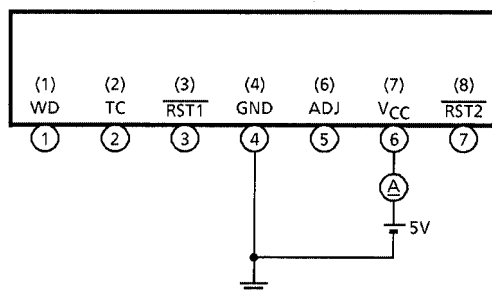 (1) (2) (3) (4) (6) (7) (8)
WD TC RST1 GND ADJ VCC RST2
1 2 3 4 5 6 7
A
5V